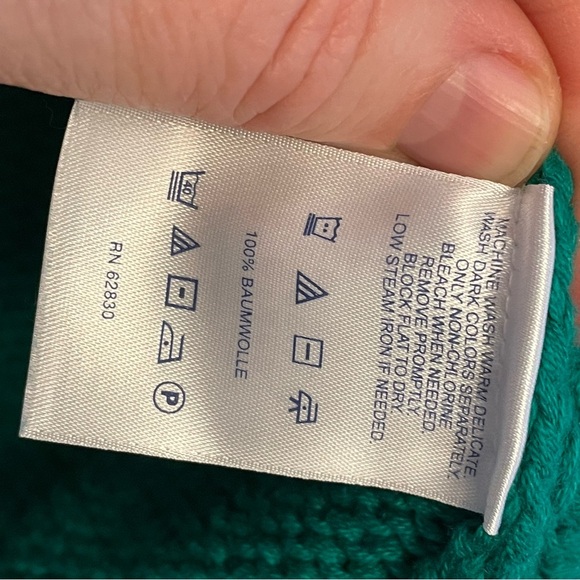 MACHINE WASH WARM DELICATE
WASH DARK COLORS SEPARATELY.
ONLY NON-CHLORINE
BLEACH WHEN NEEDED.
REMOVE PROMPTLY
BLOCK FLAT TO DRY
LOW STEAM IRON IF NEEDED
100% BAUMWOLLE
40
P
RN 62830